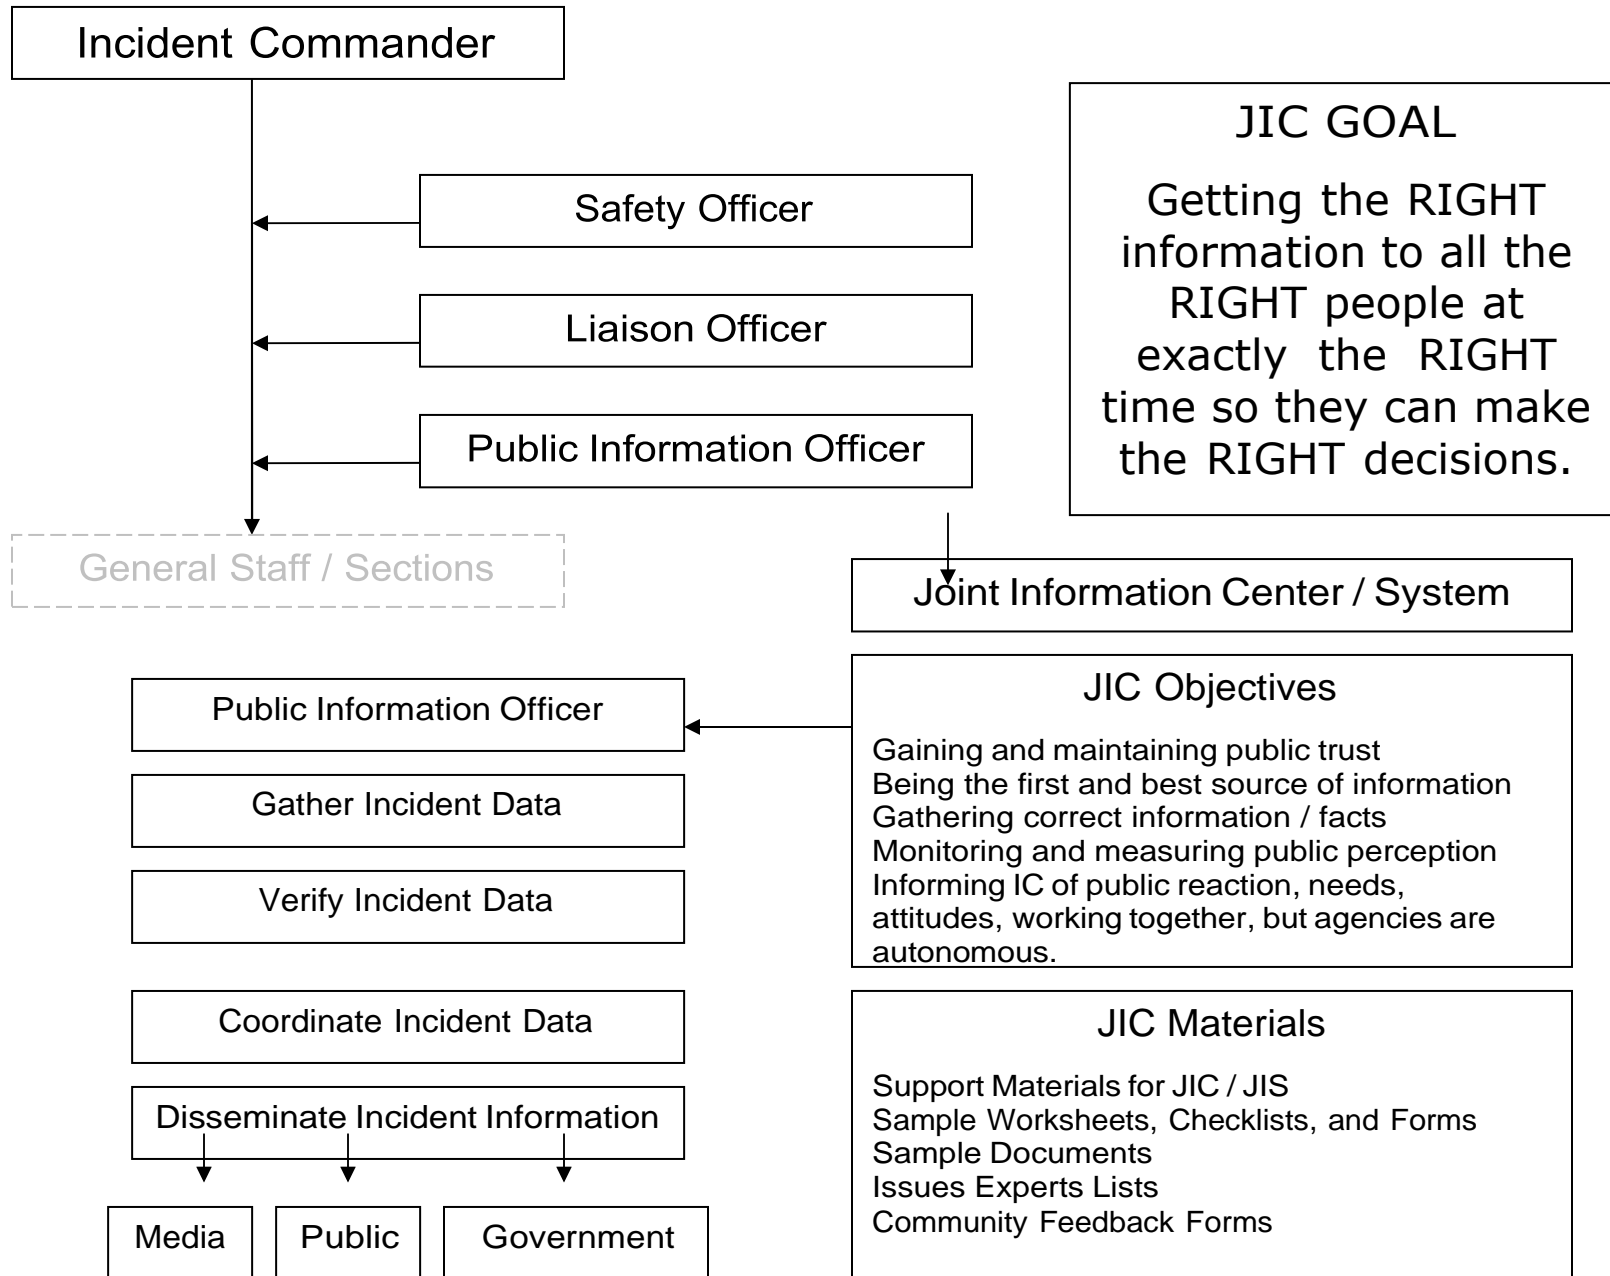 Incident Commander
JIC GOAL
Getting the RIGHT
information to all the
RIGHT people at
exactly the RIGHT
time so they can make
the RIGHT decisions.
Safety Officer
Liaison Officer
Public Information Officer
General Staff / Sections
Joint Information Center / System
JIC Objectives
Gaining and maintaining public trust
Being the first and best source of information
Gathering correct information / facts
Monitoring and measuring public perception
Informing IC of public reaction, needs,
attitudes, working together, but agencies are
autonomous.
Public Information Officer
Gather Incident Data
Verify Incident Data
Coordinate Incident Data
Disseminate Incident Information
Media
Public
Government
JIC Materials
Support Materials for JIC / JIS
Sample Worksheets, Checklists, and Forms
Sample Documents
Issues Experts Lists
Community Feedback Forms